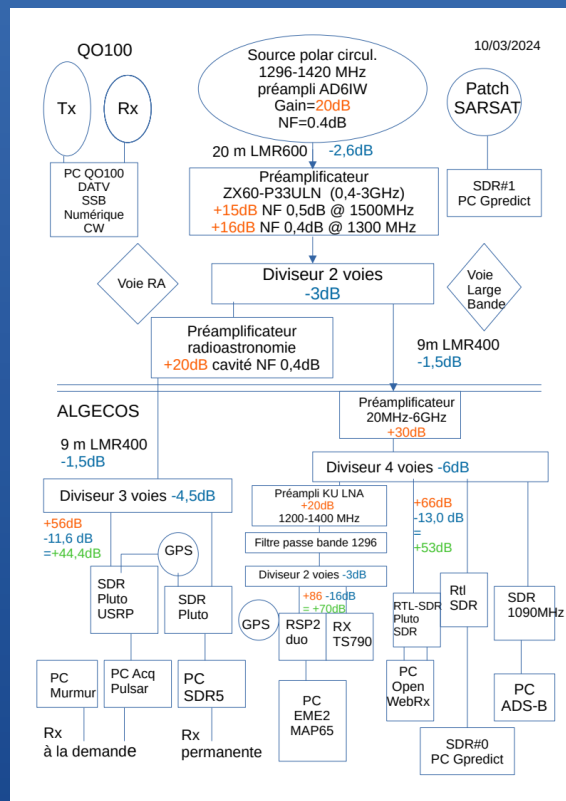 QO100
10/03/2024
Tx
Rx
PC QO100
DATV
SSB
Numérique
CW
Source polar circul.
1296-1420 MHz
préampli AD6IW
Gain=20dB
NF=0.4dB
Patch
SARSAT
SDR#1
PC Gpredict
20 m LMR600 -2,6dB
Préamplificateur
ZX60-P33ULN (0,4-3GHz)
+15dB NF 0,5dB @ 1500MHz
+16dB NF 0,4dB @ 1300 MHz
Voie RA
Diviseur 2 voies
-3dB
Voie
Large
Bande
Préamplificateur
radioastronomie
+20dB cavité NF 0,4dB
9m LMR400
-1,5dB
ALGECOS
9 m LMR400
-1,5dB
Préamplificateur
20MHz-6GHz
+30dB
Diviseur 4 voies -6dB
Diviseur 3 voies -4,5dB
+56dB
-11,6 dB
=+44,4dB
GPS
SDR
Pluto
USRP
SDR
Pluto
PC
Murmur
PC Acq
Pulsar
PC
SDR5
Rx
à la demande
Rx
permanente
Prépampli KU LNA
+20dB
1200-1400 MHz
Filtre passe bande 1296
Diviseur 2 voies -3dB
+86 -16dB
= +70dB
GPS
RSP2
duo
RX
TS790
PC
EME2
MAP65
+66dB
-13,0 dB
=
+53dB
RTL-SDR
Pluto
SDR
Rtl
SDR
SDR
1090MHz
PC
Open
WebRx
PC
ADS-B
SDR#0
PC Gpredict